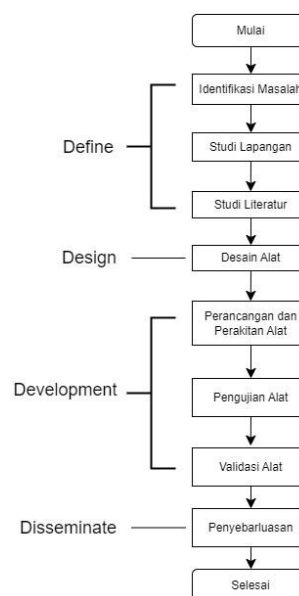 Mulai
Define
Identifikasi Masalah
Studi Lapangan
Studi Literatur
Design
Desain Alat
Development
Perancangan dan
Perakitan Alat
Pengujian Alat
Validasi Alat
Disseminate
Penyebarluasan
Selesai